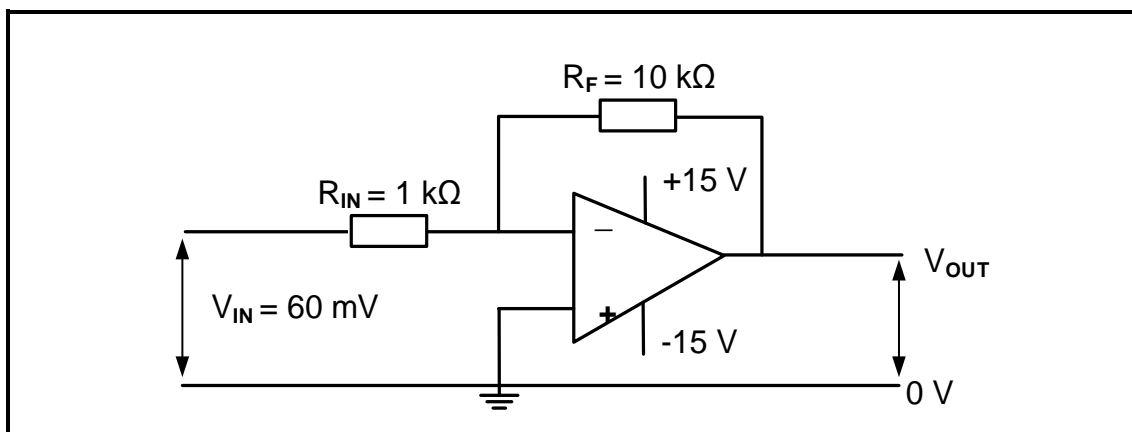 R_F = 10 kΩ
+15 V
R_IN = 1 kΩ
−
V_OUT
V_IN = 60 mV
+
-15 V
0 V